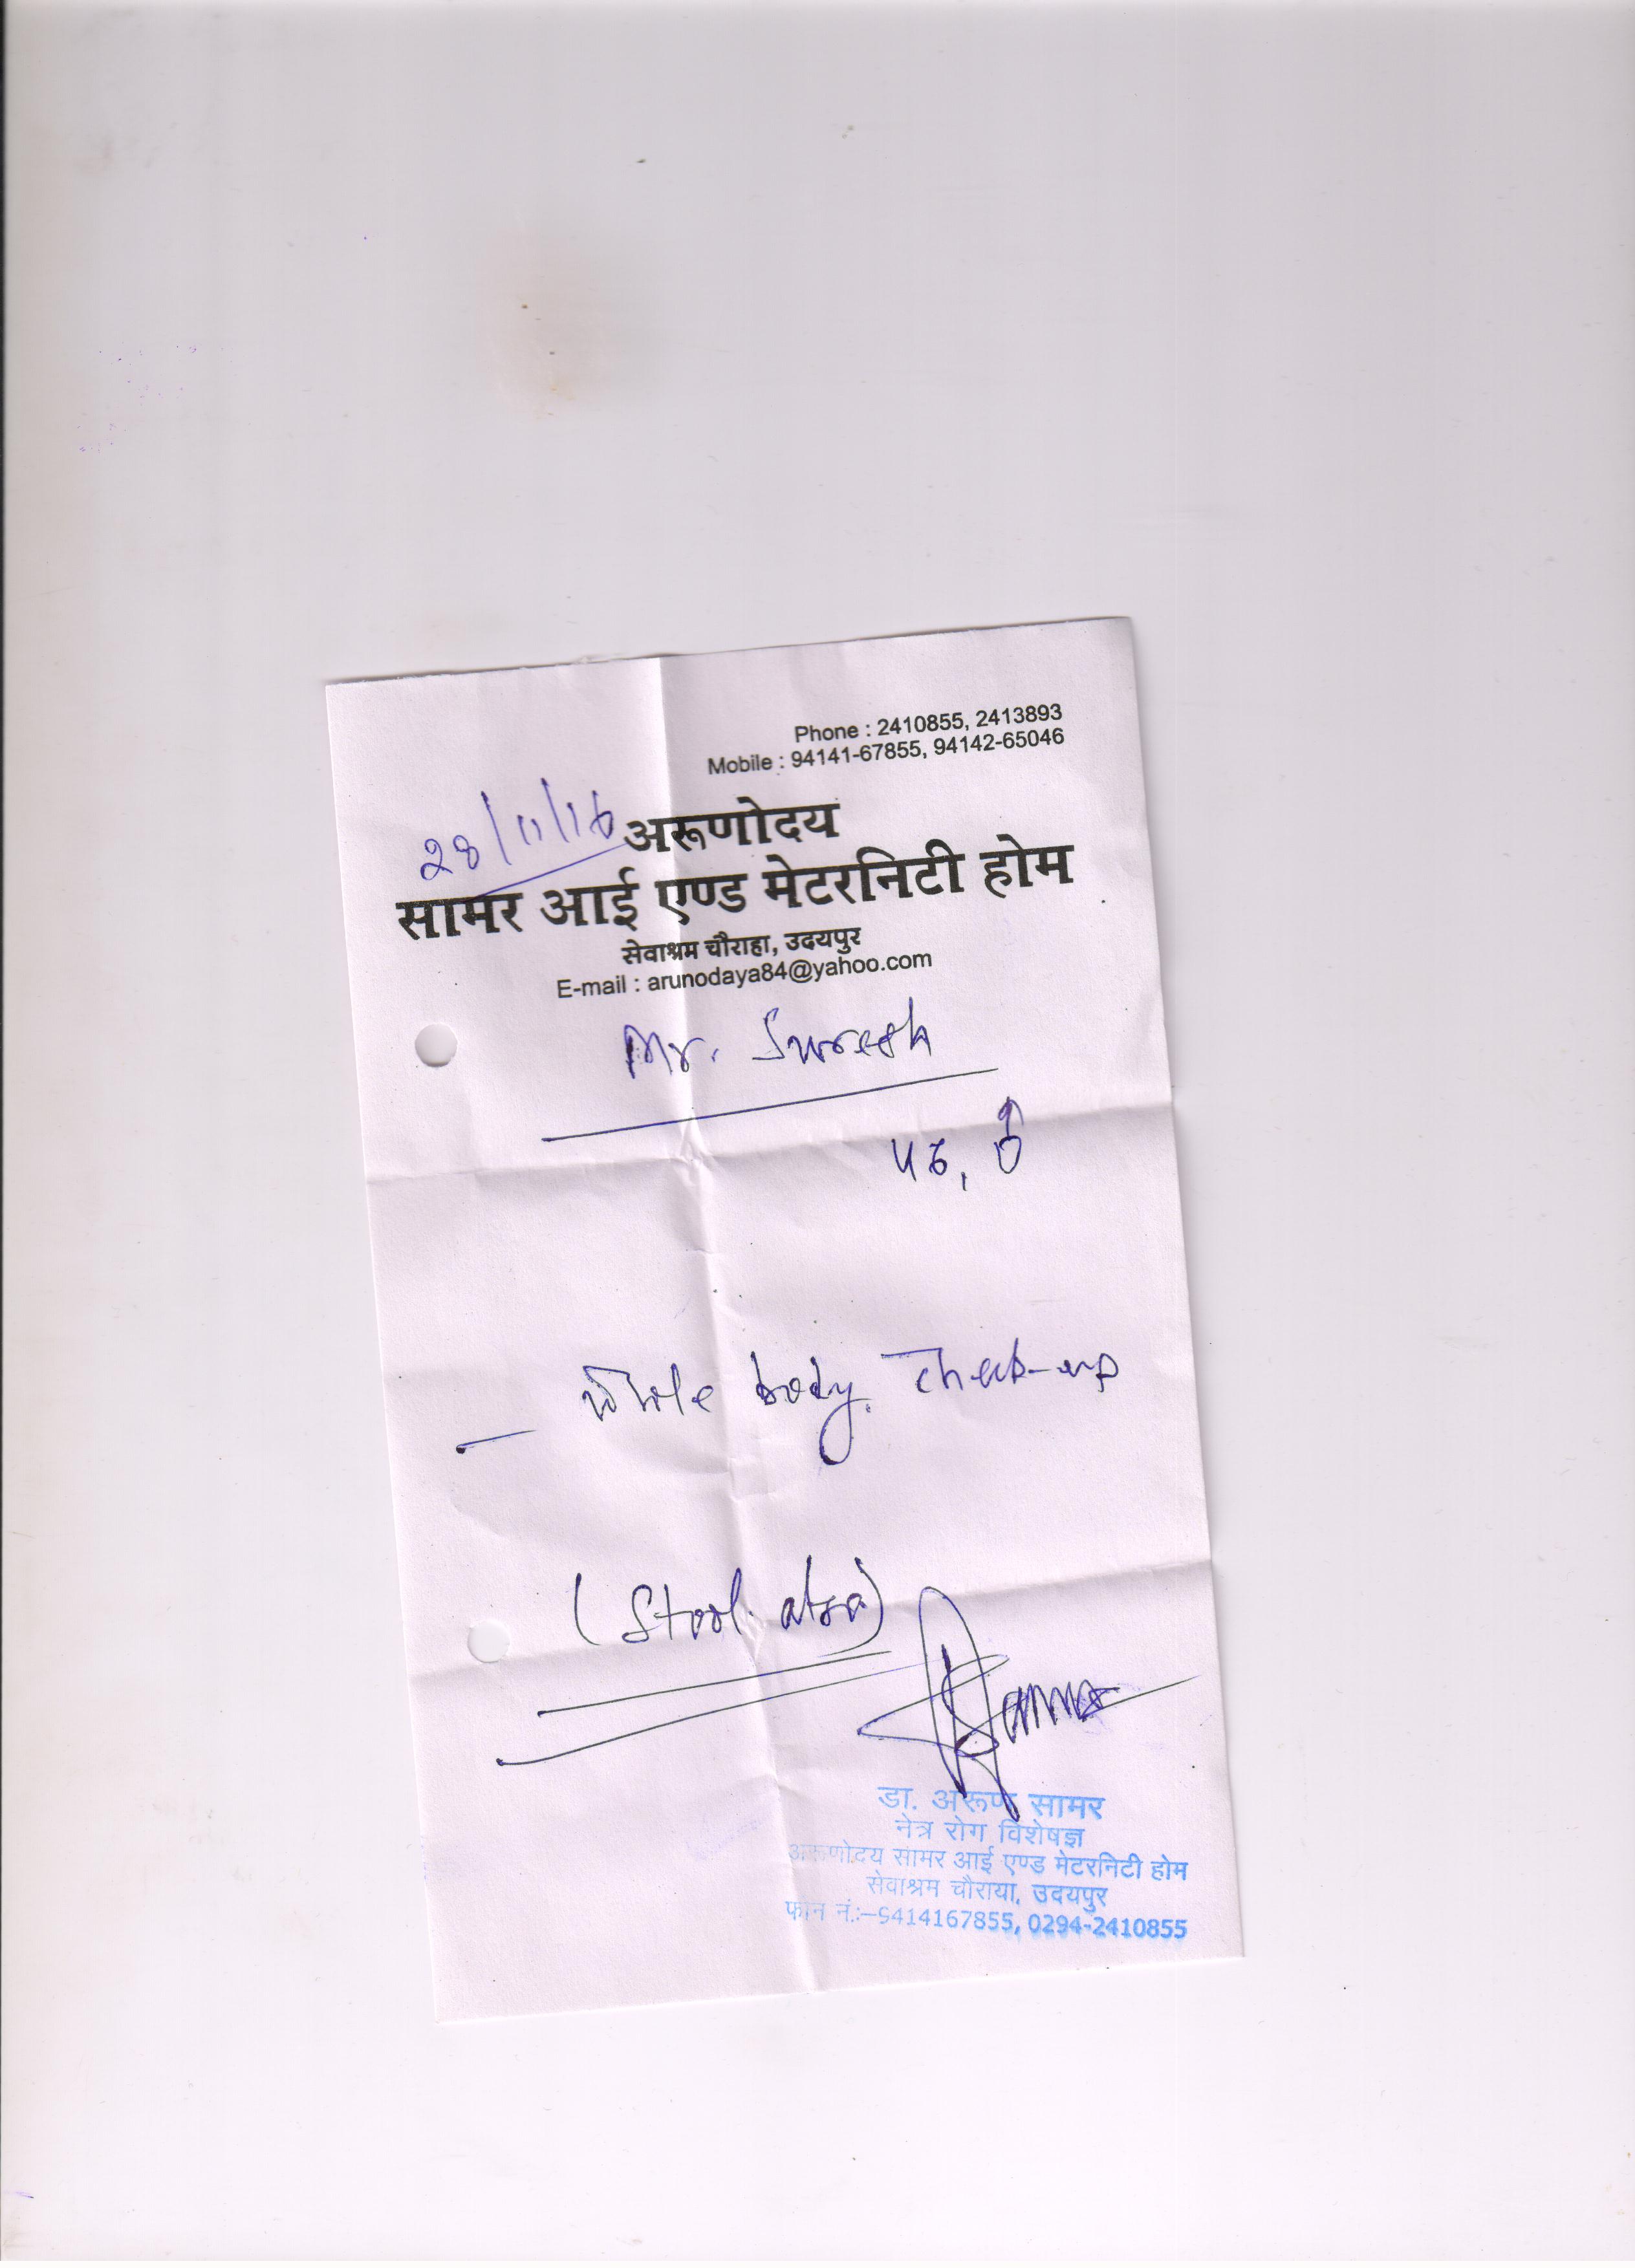 Phone : 2410855, 2413893
Mobile : 94141-67855, 94142-65046
28/11/16
अरूणोदय
सामर आई एण्ड मेटरनिटी होम
सेवाश्रम चौराहा, उदयपुर
E-mail : arunodaya84@yahoo.com
Mr. Suresh
46, ♂
— Whole body check-up
(Stool also)
डा. अरूण सामर
नेत्र रोग विशेषज्ञ
अरूणोदय सामर आई एण्ड मेटरनिटी होम
सेवाश्रम चौराया, उदयपुर
फोन नं.:–9414167855, 0294-2410855